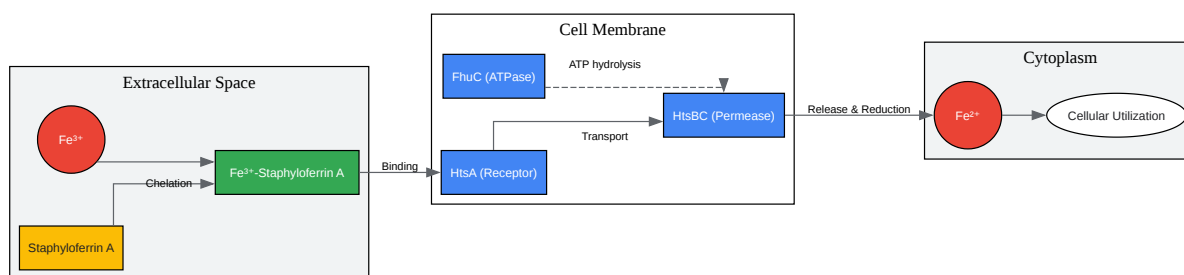 Extracellular Space
Fe³⁺
Chelation
Staphyloferrin A
Fe³⁺-Staphyloferrin A
Binding
Cell Membrane
FhuC (ATPase)
ATP hydrolysis
HtsA (Receptor)
Transport
HtsBC (Permease)
Release & Reduction
Cytoplasm
Fe²⁺
Cellular Utilization